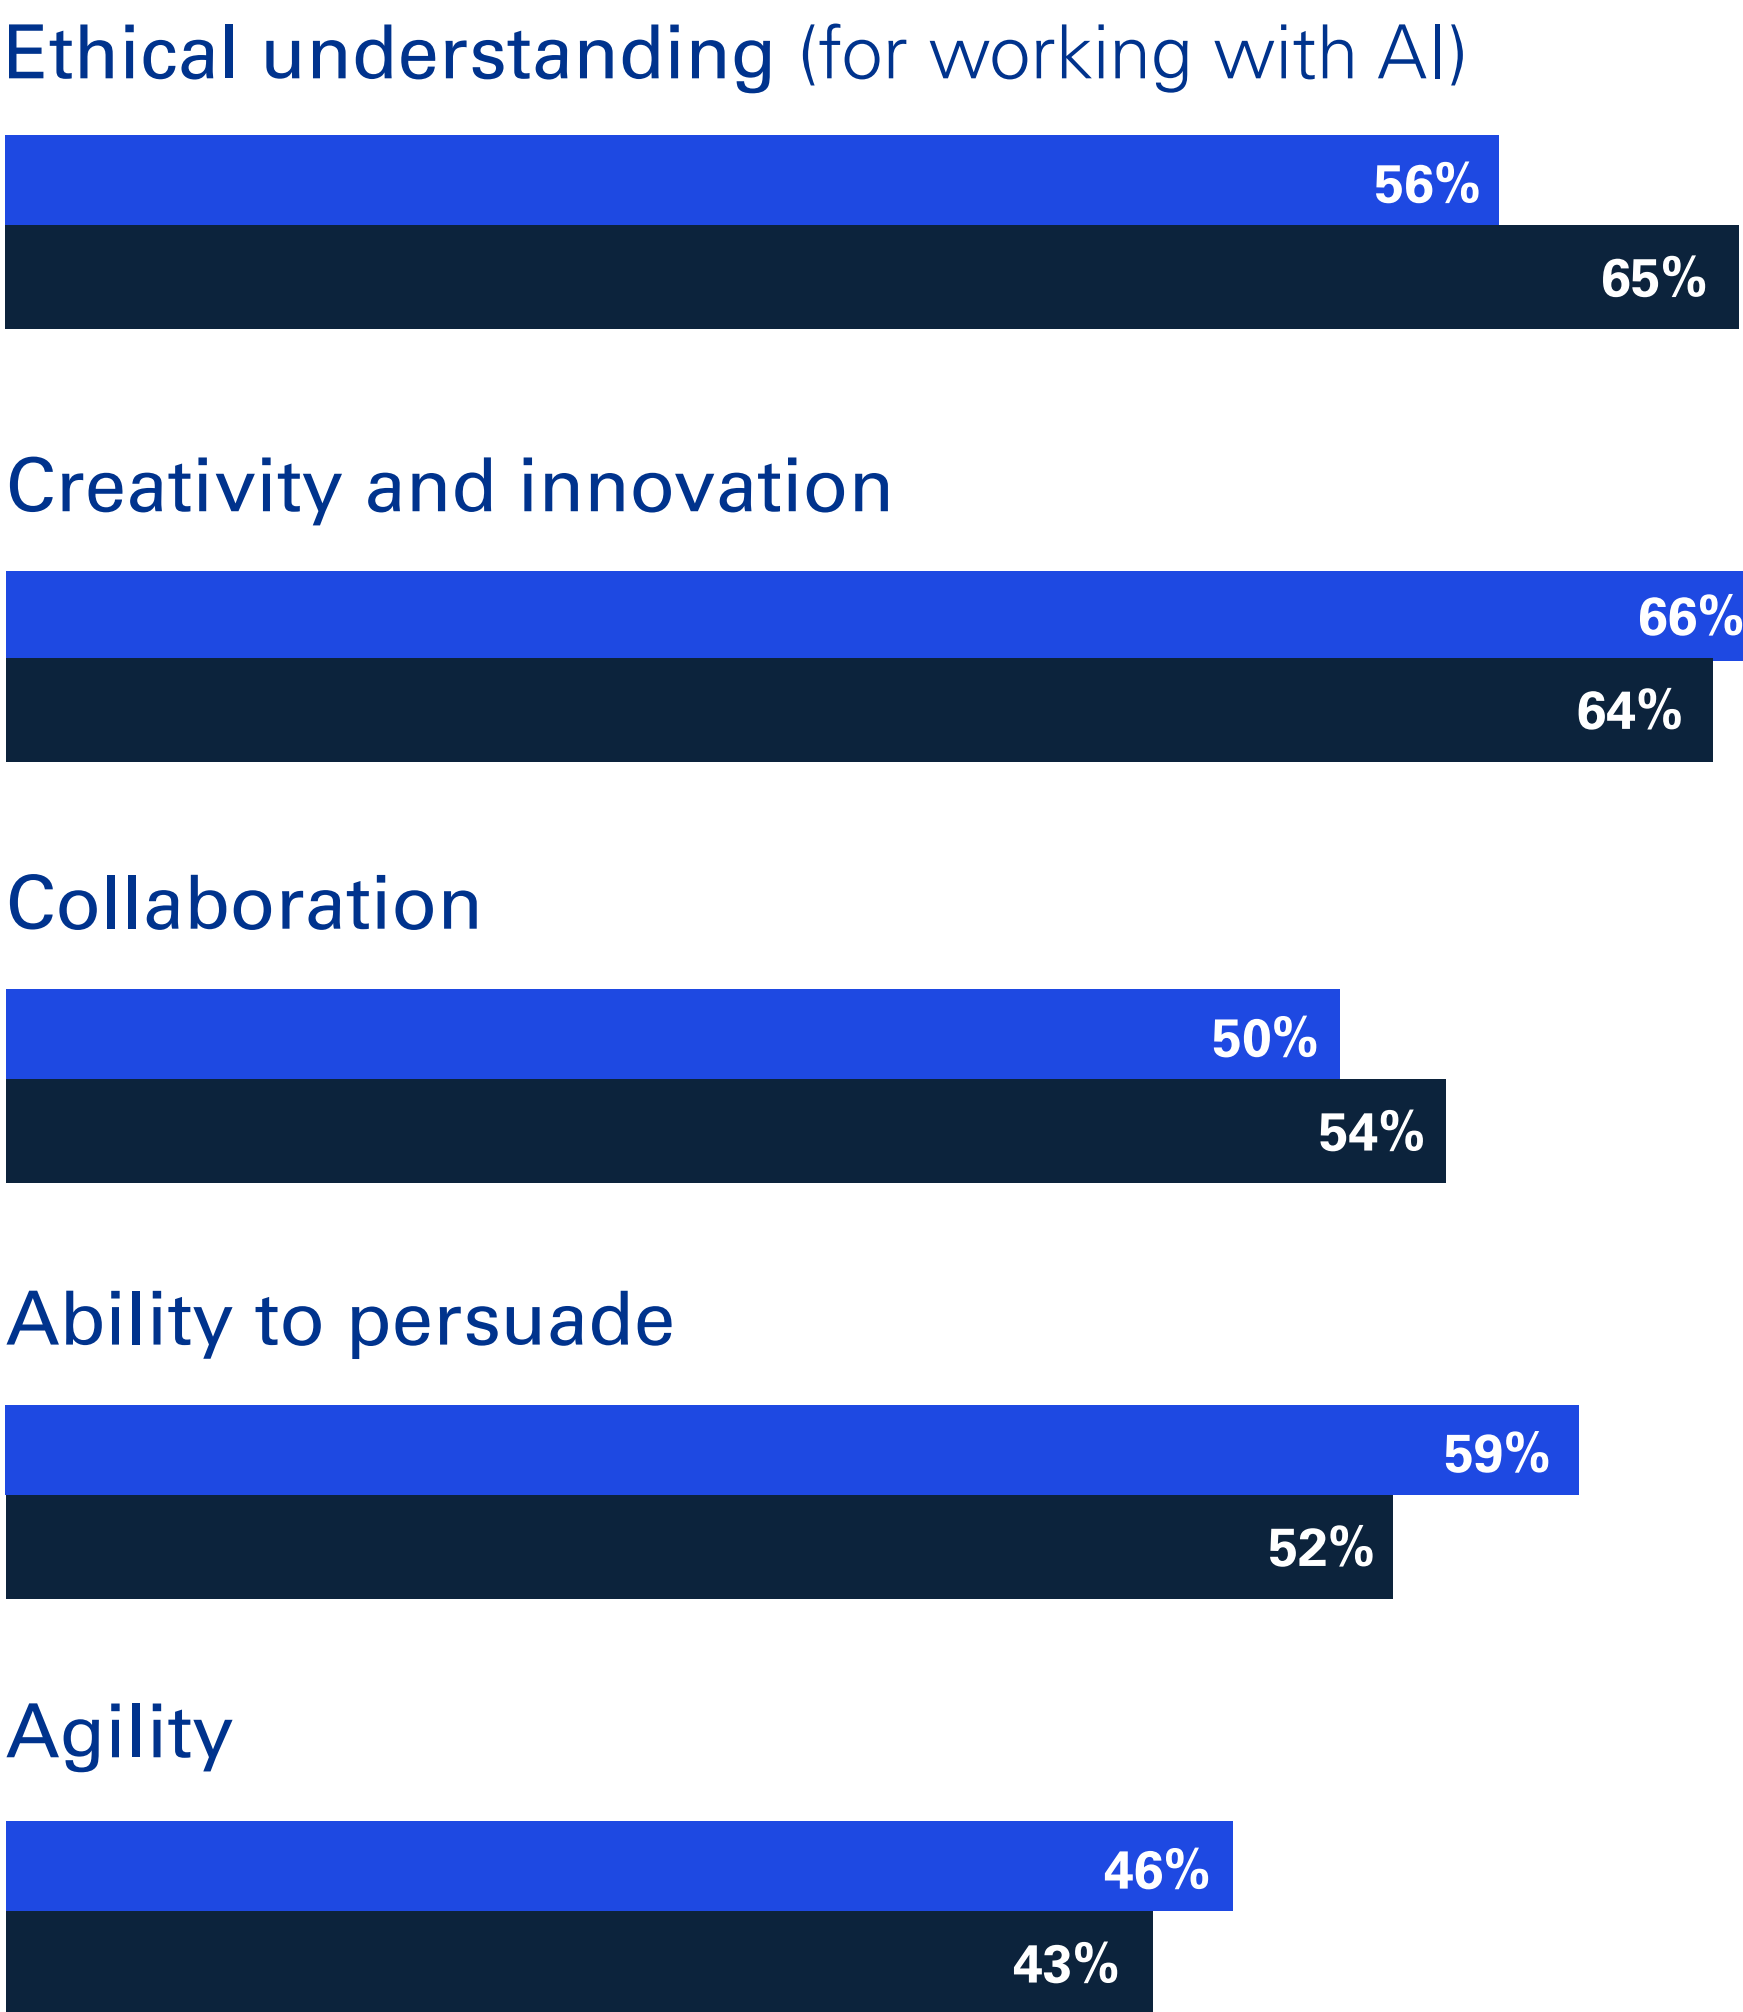 Ethical understanding (for working with AI)
56%
65%
Creativity and innovation
66%
64%
Collaboration
50%
54%
Ability to persuade
59%
52%
Agility
46%
43%